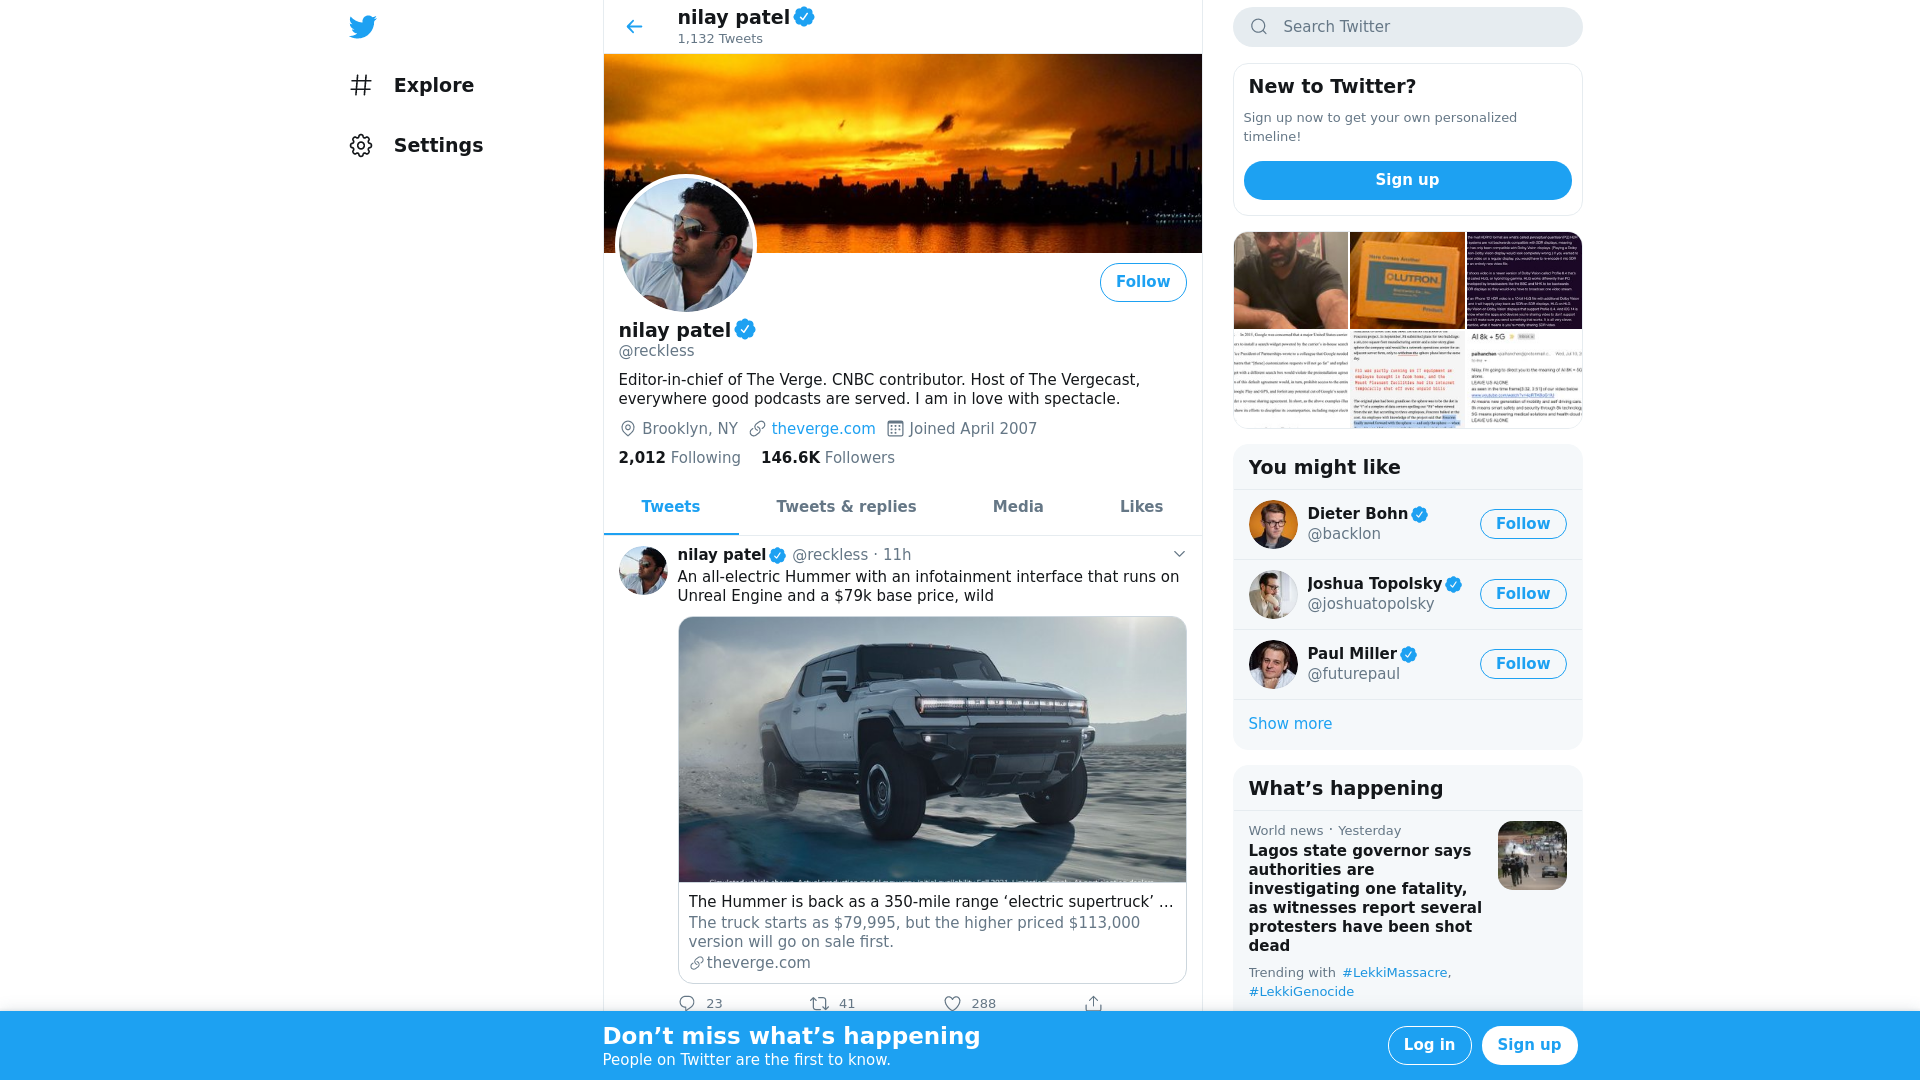 nilay patel
1,132 Tweets
Search Twitter
Explore
Settings
New to Twitter?
Sign up now to get your own personalized
timeline!
Sign up
LUTRON
Follow
nilay patel
@reckless
Editor-in-chief of The Verge. CNBC contributor. Host of The Vergecast,
everywhere good podcasts are served. I am in love with spectacle.
Brooklyn, NY theverge.com Joined April 2007
2,012 Following 146.6K Followers
Tweets Tweets & replies Media Likes
nilay patel @reckless · 11h
An all-electric Hummer with an infotainment interface that runs on
Unreal Engine and a $79k base price, wild
The Hummer is back as a 350-mile range ‘electric supertruck’ …
The truck starts as $79,995, but the higher priced $113,000
version will go on sale first.
theverge.com
23 41 288
AI 8k + 5G
LEAVE US ALONE
You might like
Dieter Bohn
@backlon
Follow
Joshua Topolsky
@joshuatopolsky
Follow
Paul Miller
@futurepaul
Follow
Show more
What’s happening
World news · Yesterday
Lagos state governor says
authorities are
investigating one fatality,
as witnesses report several
protesters have been shot
dead
Trending with #LekkiMassacre,
#LekkiGenocide
Don’t miss what’s happening
People on Twitter are the first to know.
Log in
Sign up